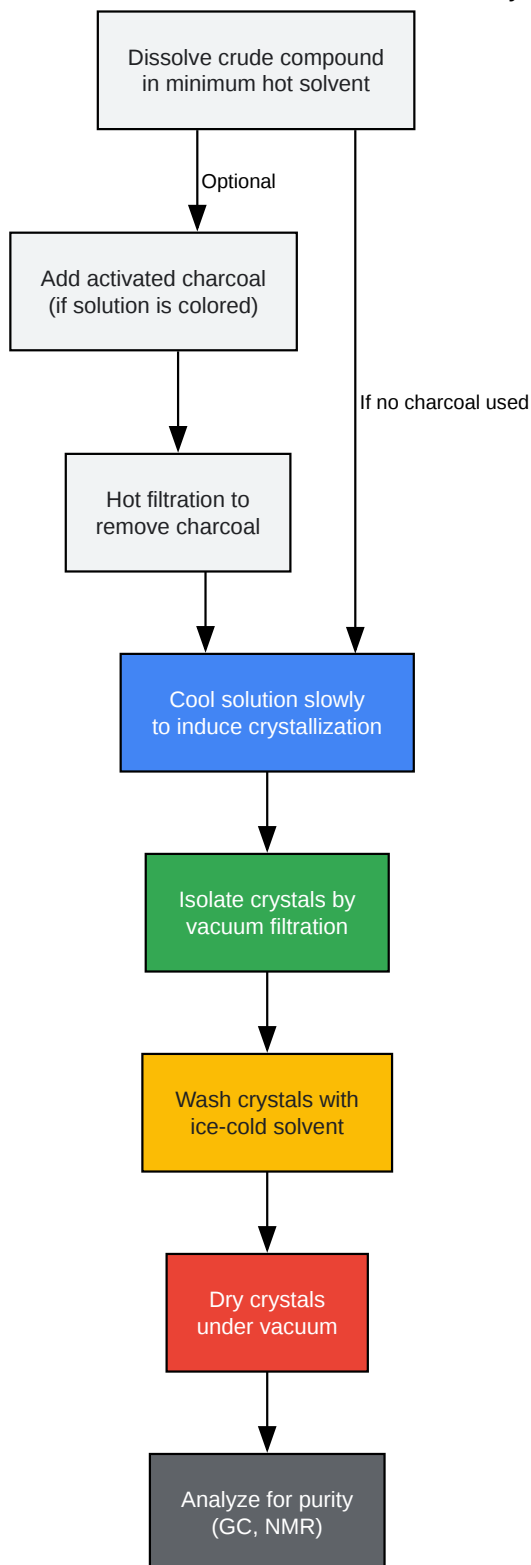 Dissolve crude compound
in minimum hot solvent
Optional
Add activated charcoal
(if solution is colored)
If no charcoal used
Hot filtration to
remove charcoal
Cool solution slowly
to induce crystallization
Isolate crystals by
vacuum filtration
Wash crystals with
ice-cold solvent
Dry crystals
under vacuum
Analyze for purity
(GC, NMR)